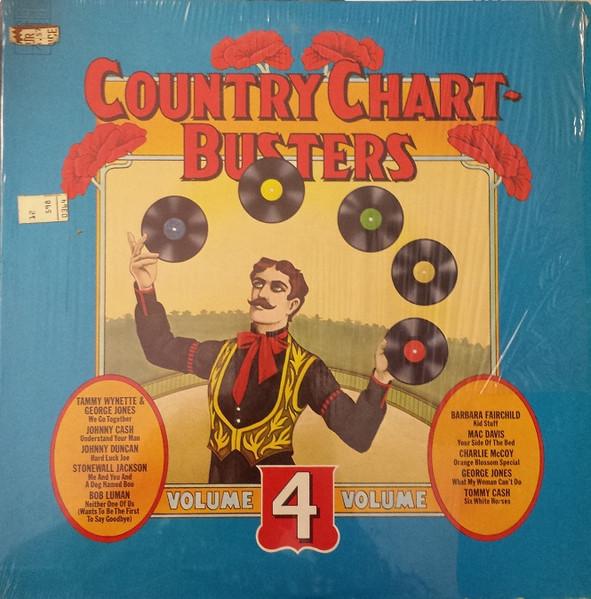 COUNTRY CHART-
BUSTERS
TAMMY WYNETTE &
GEORGE JONES
We Go Together
JOHNNY CASH
Understand Your Man
JOHNNY DUNCAN
Hard Luck Joe
STONEWALL JACKSON
Me And You And
A Dog Named Boo
BOB LUMAN
Neither One Of Us
(Wants To Be The First
To Say Goodbye)
BARBARA FAIRCHILD
Kid Stuff
MAC DAVIS
Your Side Of The Bed
CHARLIE McCOY
Orange Blossom Special
GEORGE JONES
What My Woman Can't Do
TOMMY CASH
Six White Horses
VOLUME 4 VOLUME